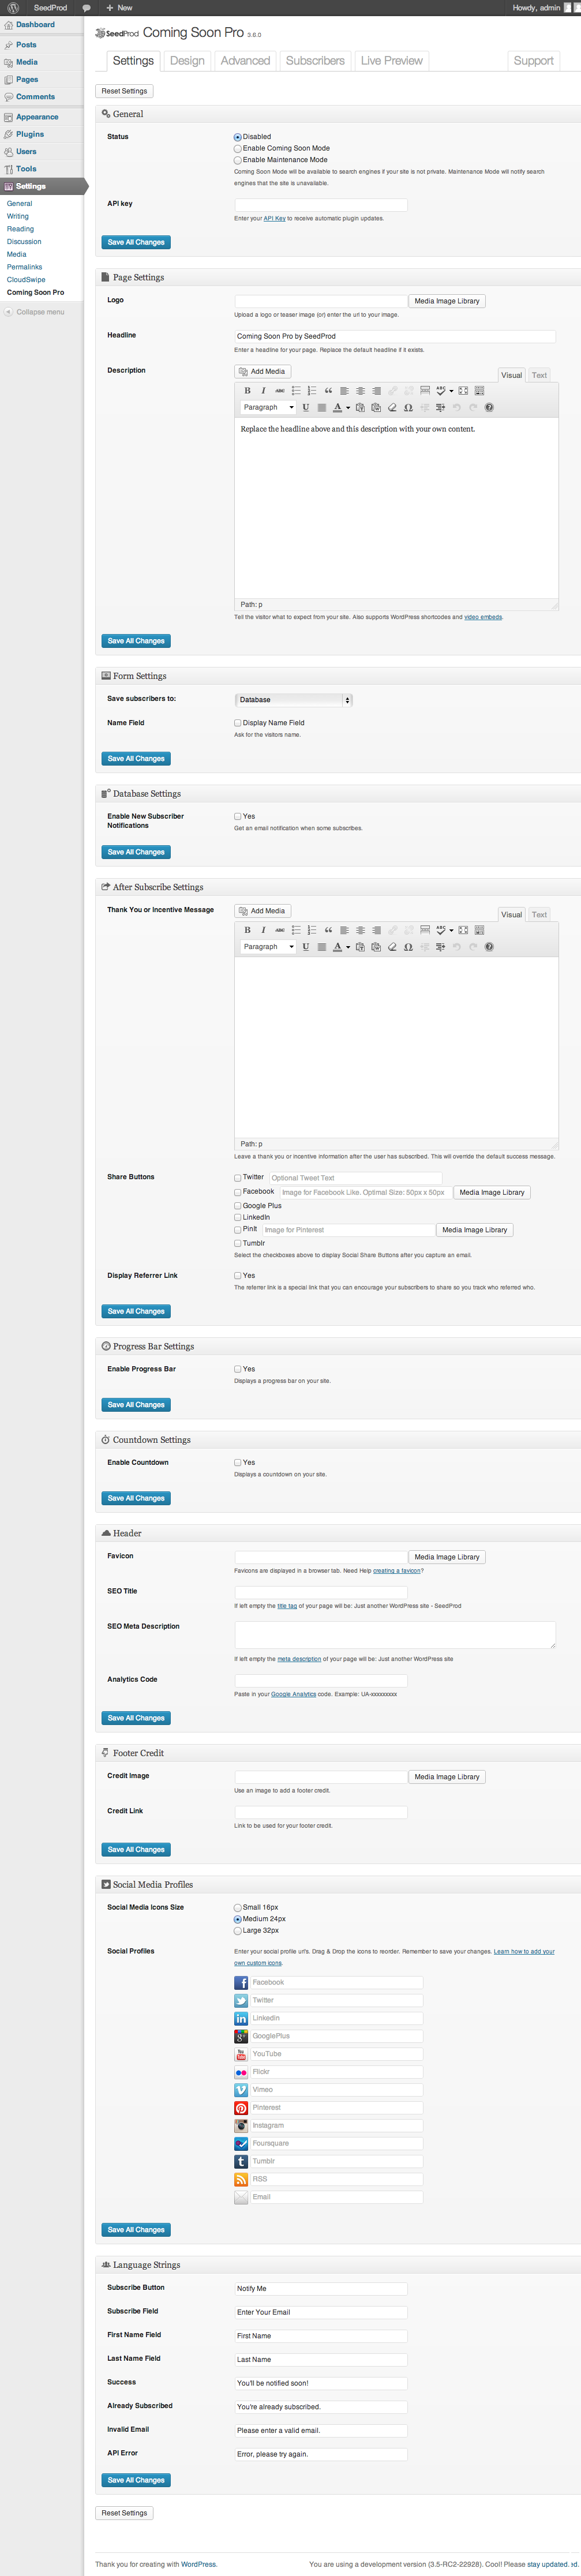 SeedProd + New Howdy, admin
Dashboard
Posts
Media
Pages
Comments
Appearance
Plugins
Users
Tools
Settings
General
Writing
Reading
Discussion
Media
Permalinks
CloudSwipe
Coming Soon Pro
Collapse menu
SeedProd Coming Soon Pro 3.6.0
Settings Design Advanced Subscribers Live Preview Support
Reset Settings
General
Status
Disabled
Enable Coming Soon Mode
Enable Maintenance Mode
Coming Soon Mode will be available to search engines if your site is not private. Maintenance Mode will notify search
engines that the site is unavailable.
API key
Enter your API Key to receive automatic plugin updates.
Save All Changes
Page Settings
Logo Media Image Library
Upload a logo or teaser image (or) enter the url to your image.
Headline Coming Soon Pro by SeedProd
Enter a headline for your page. Replace the default headline if it exists.
Description Add Media Visual Text
B I ABC ABC
Paragraph U A Ω
Replace the headline above and this description with your own content.
Path: p
Tell the visitor what to expect from your site. Also supports WordPress shortcodes and video embeds.
Save All Changes
Form Settings
Save subscribers to: Database
Name Field Display Name Field
Ask for the visitors name.
Save All Changes
Database Settings
Enable New Subscriber Yes
Notifications
Get an email notification when some subscribes.
Save All Changes
After Subscribe Settings
Thank You or Incentive Message Add Media Visual Text
B I ABC ABC
Paragraph U A Ω
Path: p
Leave a thank you or incentive information after the user has subscribed. This will override the default success message.
Share Buttons Twitter Optional Tweet Text
Facebook Image for Facebook Like. Optimal Size: 50px x 50px Media Image Library
Google Plus
LinkedIn
PinIt Image for Pinterest Media Image Library
Tumblr
Select the checkboxes above to display Social Share Buttons after you capture an email.
Display Referrer Link Yes
The referrer link is a special link that you can encourage your subscribers to share so you track who referred who.
Save All Changes
Progress Bar Settings
Enable Progress Bar Yes
Displays a progress bar on your site.
Save All Changes
Countdown Settings
Enable Countdown Yes
Displays a countdown on your site.
Save All Changes
Header
Favicon Media Image Library
Favicons are displayed in a browser tab. Need Help creating a favicon?
SEO Title
If left empty the title tag of your page will be: Just another WordPress site - SeedProd
SEO Meta Description
If left empty the meta description of your page will be: Just another WordPress site
Analytics Code
Paste in your Google Analytics code. Example: UA-xxxxxxxxx
Save All Changes
Footer Credit
Credit Image Media Image Library
Use an image to add a footer credit.
Credit Link
Link to be used for your footer credit.
Save All Changes
Social Media Profiles
Social Media Icons Size Small 16px
Medium 24px
Large 32px
Social Profiles Enter your social profile url's. Drag & Drop the icons to reorder. Remember to save your changes. Learn how to add your
own custom icons.
Facebook
Twitter
Linkedin
GooglePlus
YouTube
Flickr
Vimeo
Pinterest
Instagram
Foursquare
Tumblr
RSS
Email
Save All Changes
Language Strings
Subscribe Button Notify Me
Subscribe Field Enter Your Email
First Name Field First Name
Last Name Field Last Name
Success You'll be notified soon!
Already Subscribed You're already subscribed.
Invalid Email Please enter a valid email.
API Error Error, please try again.
Save All Changes
Reset Settings
Thank you for creating with WordPress. You are using a development version (3.5-RC2-22928). Cool! Please stay updated.